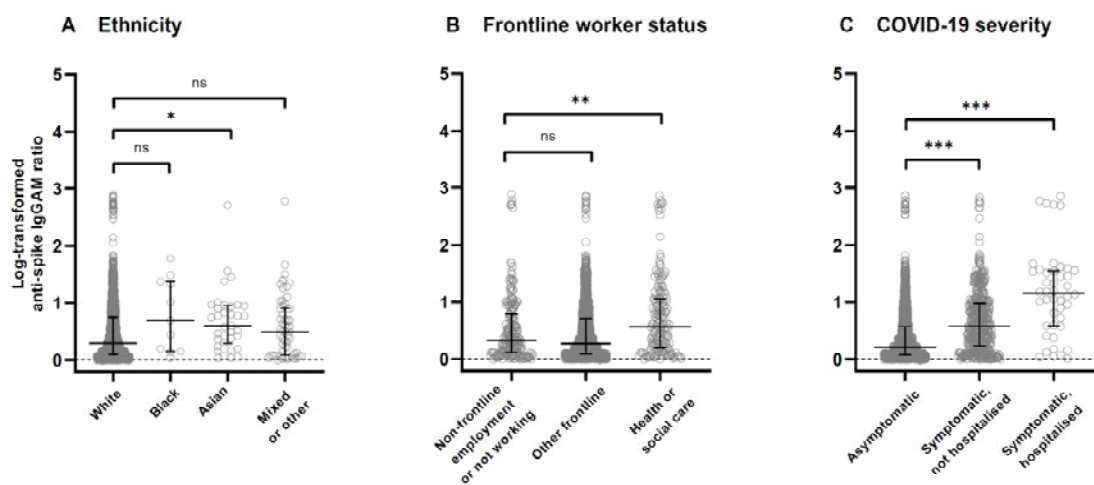 A Ethnicity
B Frontline worker status
C COVID-19 severity
Log-transformed
anti-spike IgGAM ratio
5
4
3
2
1
0
ns
*
ns
White
Black
Asian
Mixed
or other
5
4
3
2
1
0
**
ns
Non-frontline
employment
or not working
Other frontline
Health or
social care
5
4
3
2
1
0
***
***
Asymptomatic
Symptomatic,
not hospitalised
Symptomatic,
hospitalised